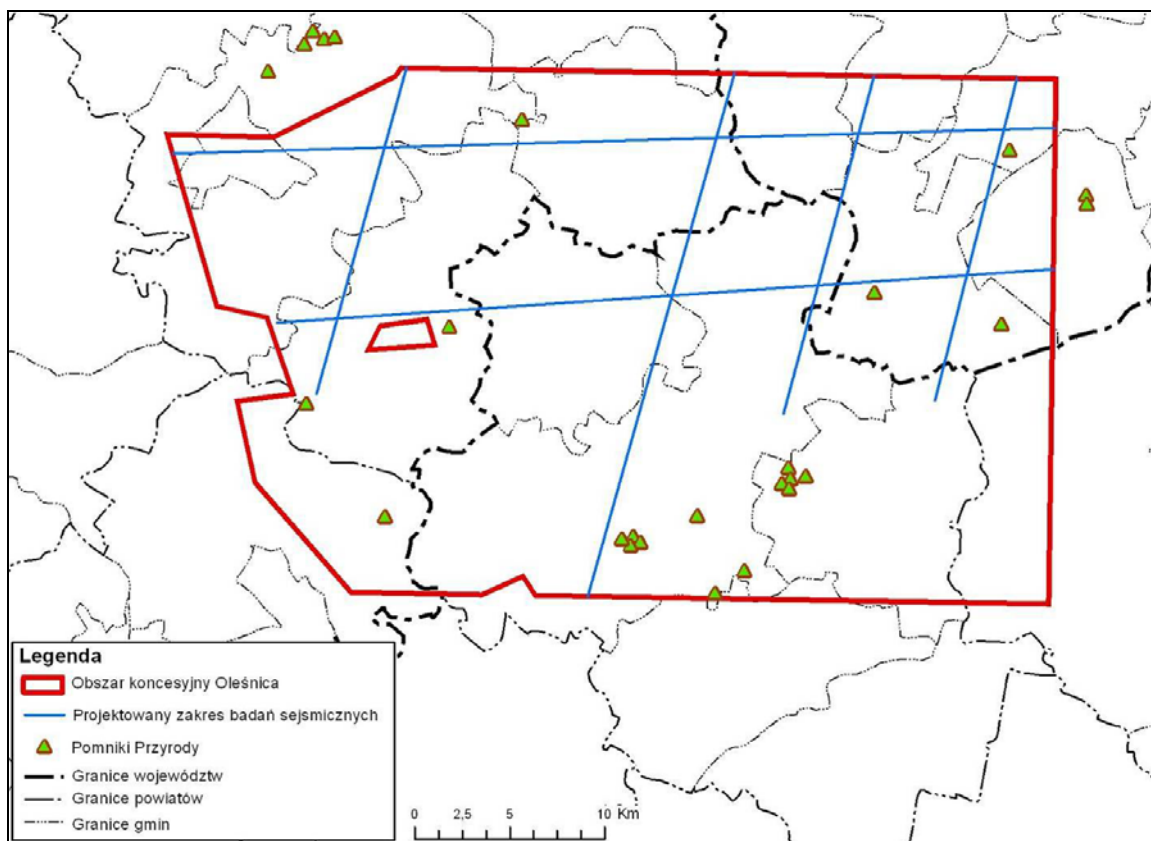 Legenda
Obszar koncesyjny Oleśnica
Projektowany zakres badań sejsmicznych
Pomniki Przyrody
Granice województw
Granice powiatów
Granice gmin
0 2,5 5 10 Km